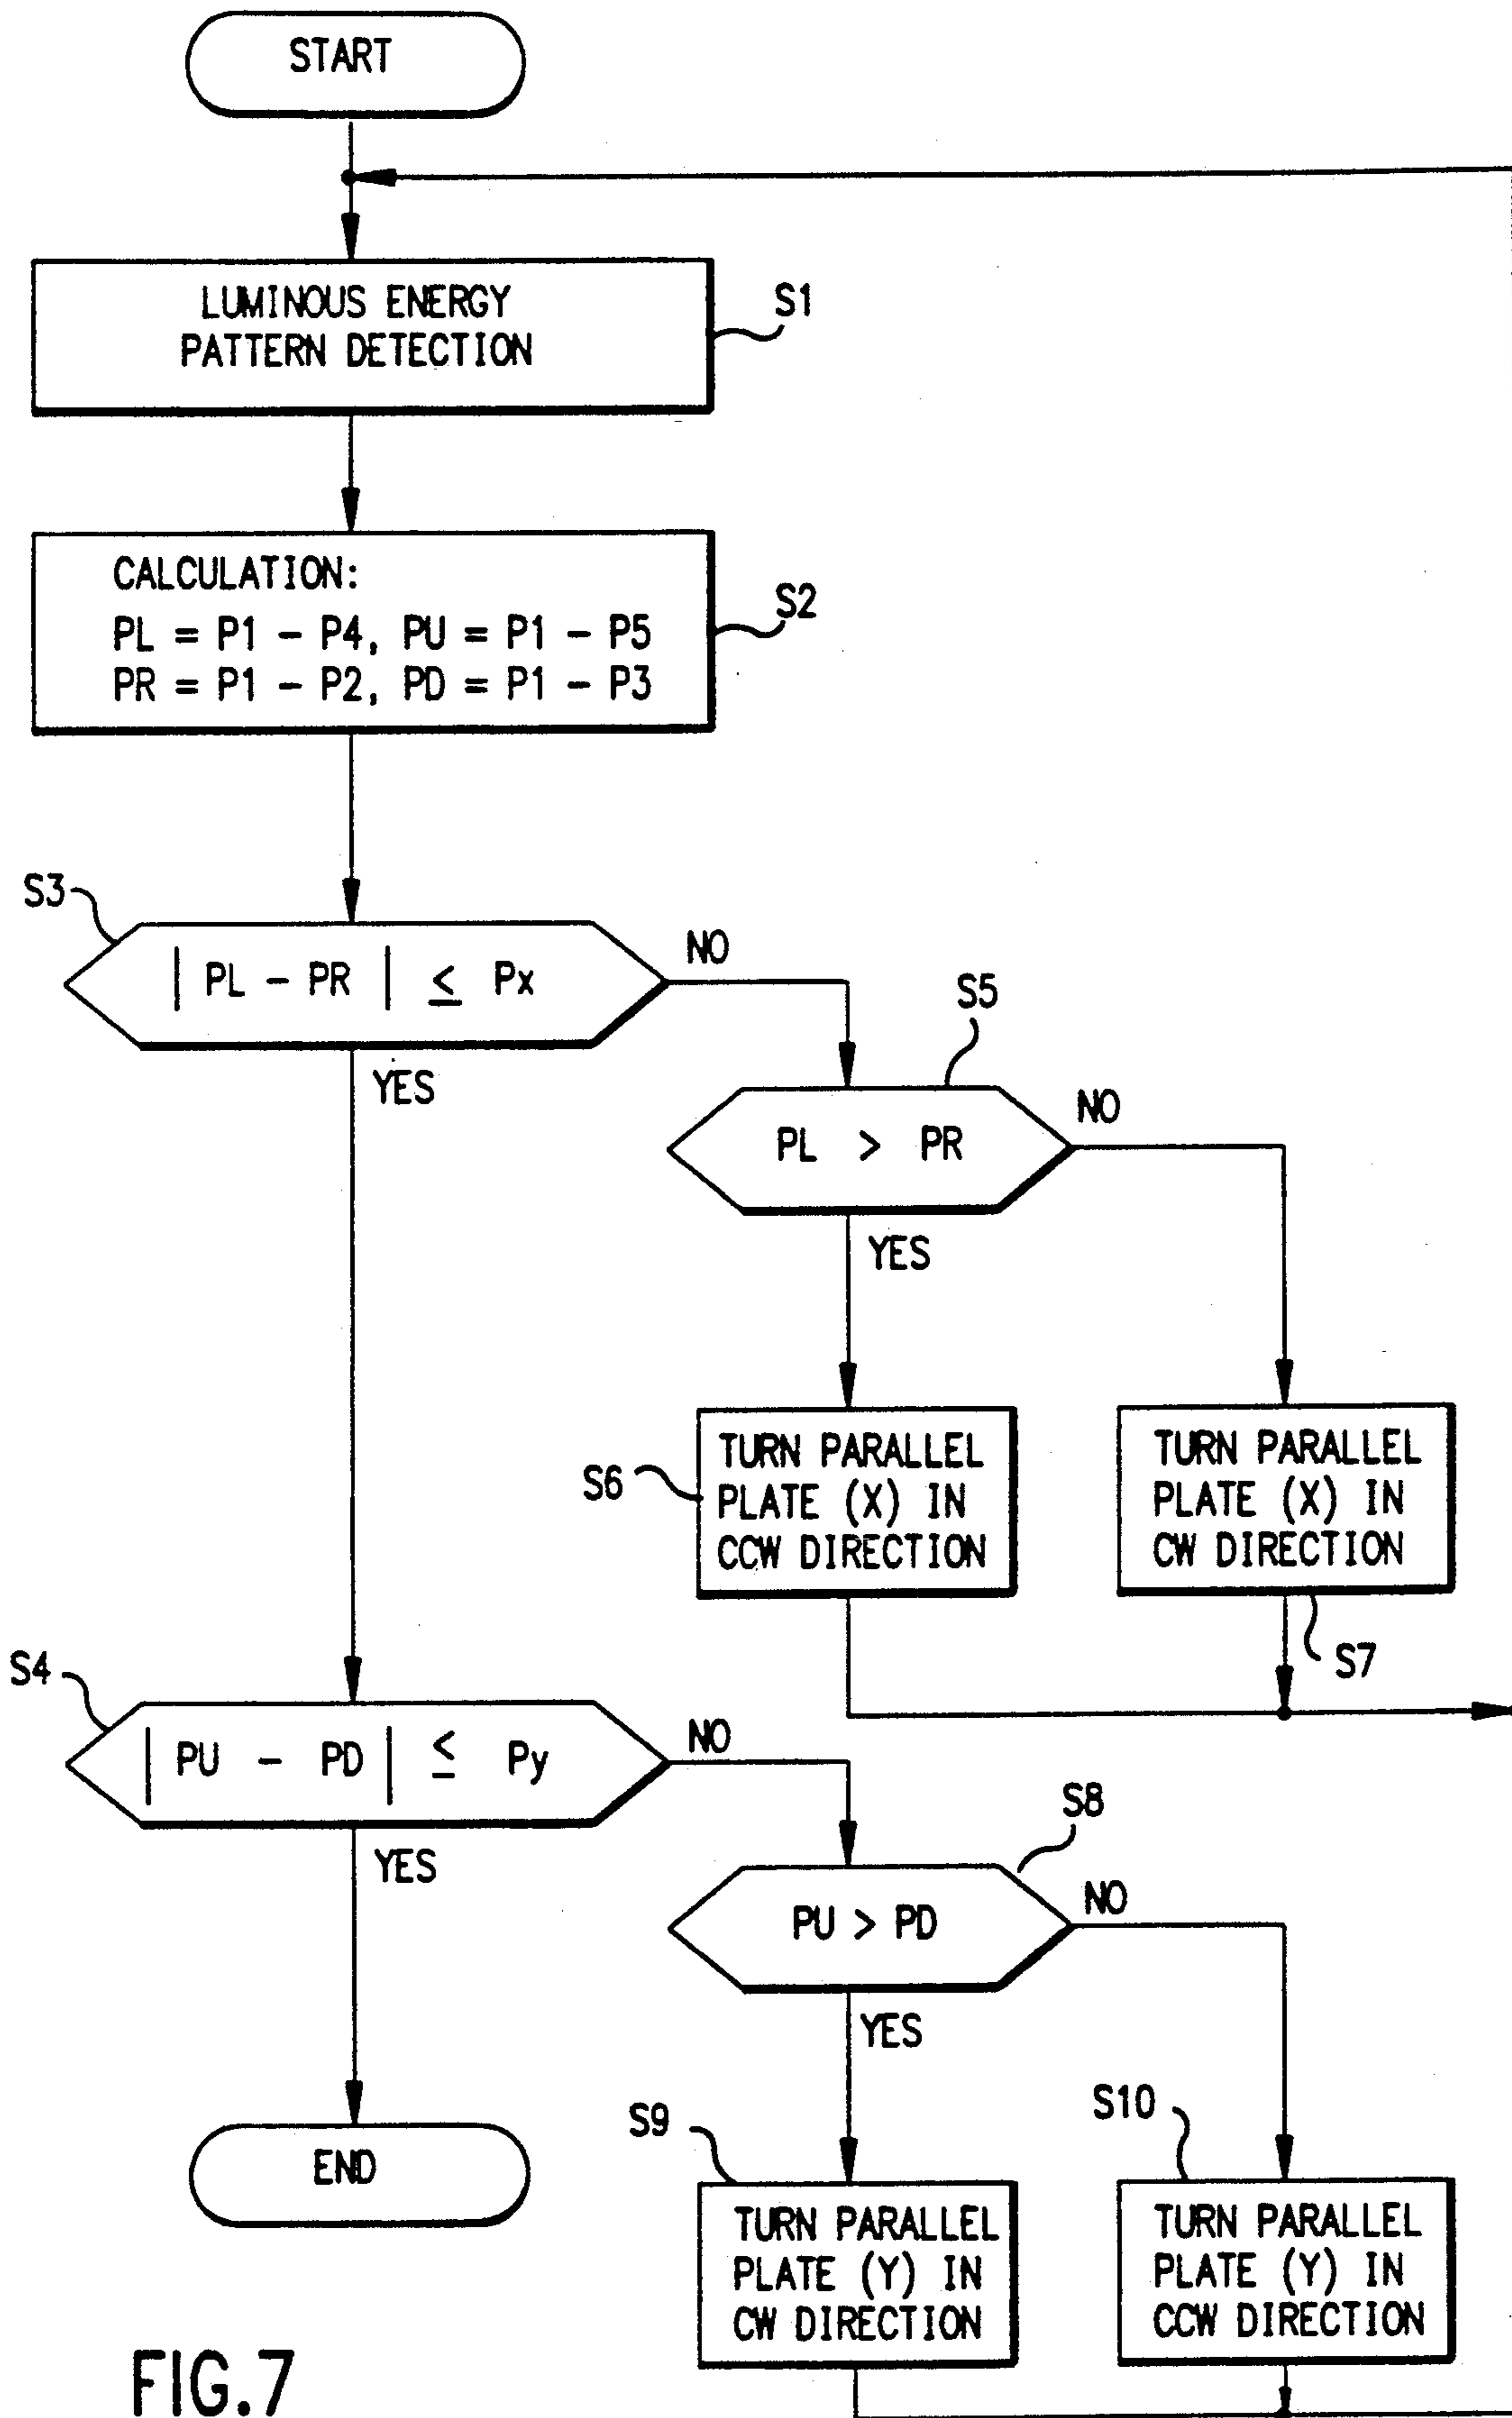 START
LUMINOUS ENERGY
PATTERN DETECTION
S1
CALCULATION:
PL = P1 - P4, PU = P1 - P5
PR = P1 - P2, PD = P1 - P3
S2
S3
| PL - PR | ≤ Px
NO
YES
S5
PL > PR
NO
YES
S6
TURN PARALLEL
PLATE (X) IN
CCW DIRECTION
TURN PARALLEL
PLATE (X) IN
CW DIRECTION
S7
S4
| PU - PD | ≤ Py
NO
YES
S8
PU > PD
NO
YES
END
S9
TURN PARALLEL
PLATE (Y) IN
CW DIRECTION
S10
TURN PARALLEL
PLATE (Y) IN
CCW DIRECTION
FIG.7